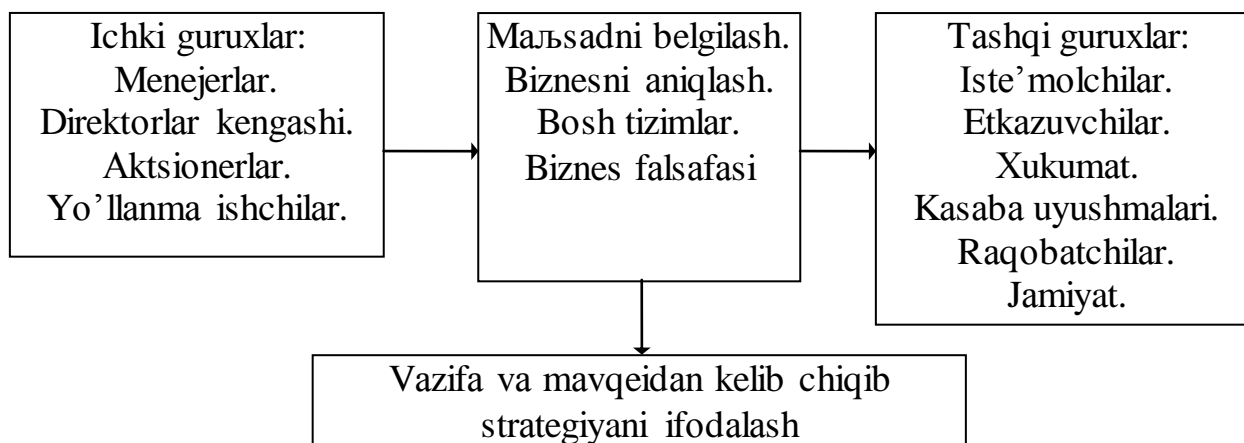 Ichki guruxlar:
Menejerlar.
Direktorlar kengashi.
Aktsionerlar.
Yo’llanma ishchilar.
Maљsadni belgilash.
Biznesni aniqlash.
Bosh tizimlar.
Biznes falsafasi
Tashqi guruxlar:
Iste’molchilar.
Etkazuvchilar.
Xukumat.
Kasaba uyushmalari.
Raqobatchilar.
Jamiyat.
Vazifa va mavqeidan kelib chiqib
strategiyani ifodalash